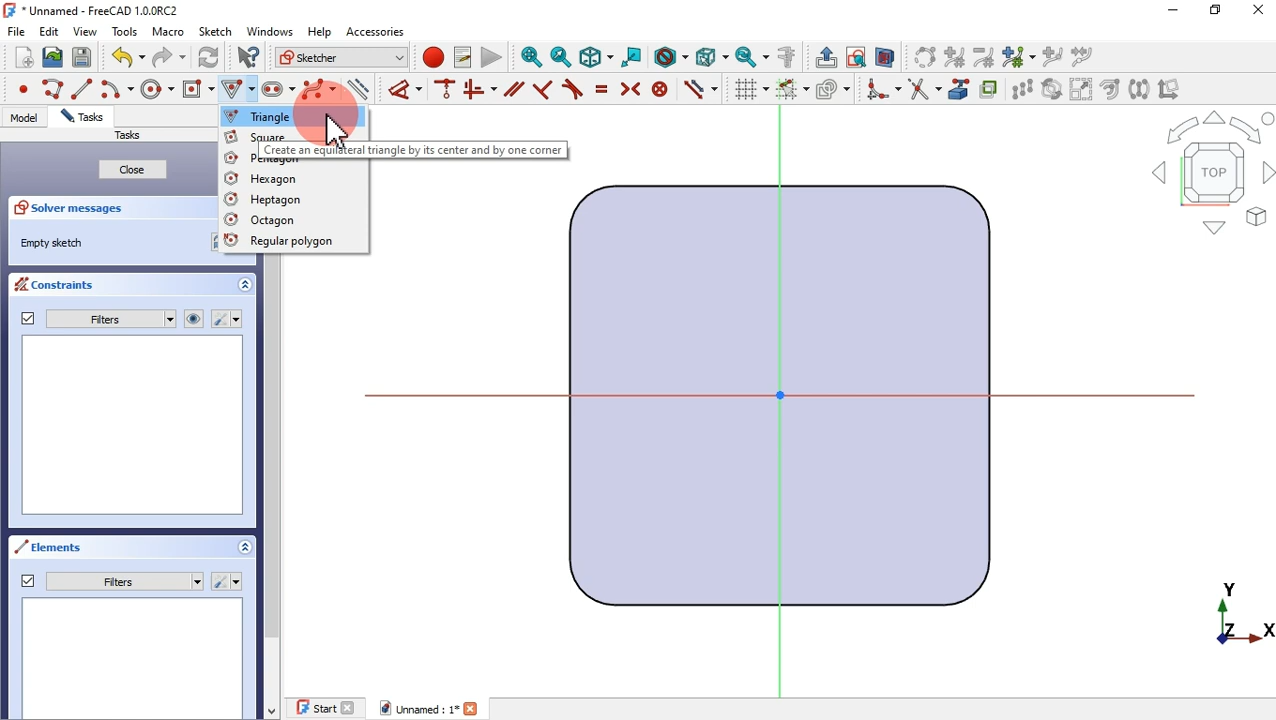 * Unnamed - FreeCAD 1.0.0RC2
File Edit View Tools Macro Sketch Windows Help Accessories
Sketcher
Model Tasks
Tasks
Triangle
Square
Create an equilateral triangle by its center and by one corner
Pentagon
Hexagon
Heptagon
Octagon
Regular polygon
Close
Solver messages
Empty sketch
Constraints
Filters
Elements
Filters
TOP
Y
Z X
Start
Unnamed : 1*